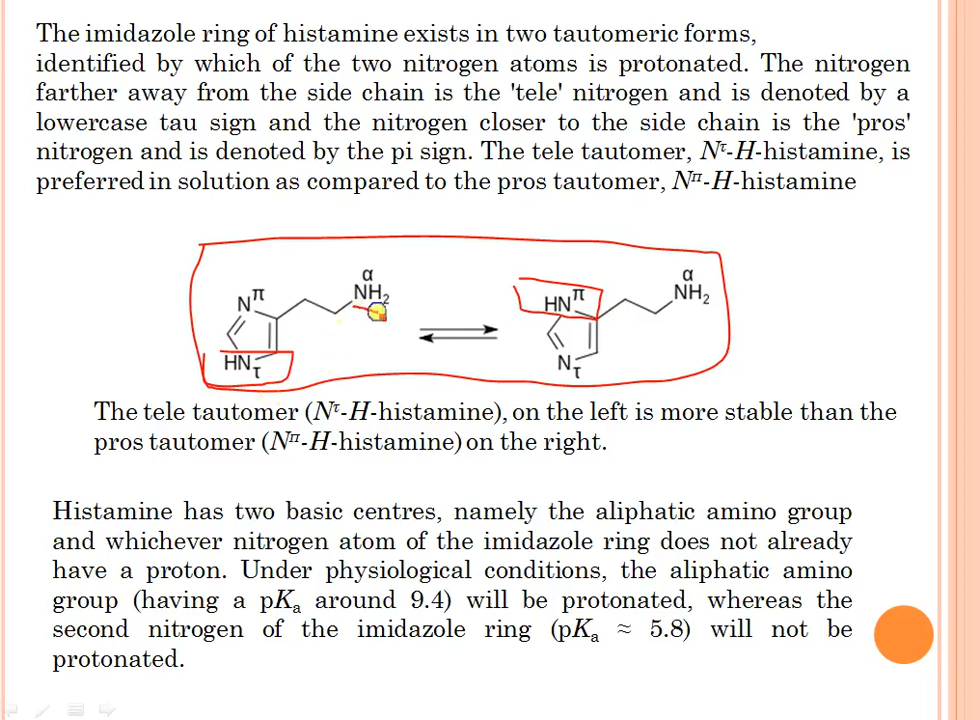 The imidazole ring of histamine exists in two tautomeric forms,
identified by which of the two nitrogen atoms is protonated. The nitrogen
farther away from the side chain is the 'tele' nitrogen and is denoted by a
lowercase tau sign and the nitrogen closer to the side chain is the 'pros'
nitrogen and is denoted by the pi sign. The tele tautomer, Nᵗ-H-histamine, is
preferred in solution as compared to the pros tautomer, Nπ-H-histamine
α α
Nπ NH₂ HNπ NH₂
HNτ Nτ
The tele tautomer (Nτ-H-histamine), on the left is more stable than the
pros tautomer (Nπ-H-histamine) on the right.
Histamine has two basic centres, namely the aliphatic amino group
and whichever nitrogen atom of the imidazole ring does not already
have a proton. Under physiological conditions, the aliphatic amino
group (having a pKₐ around 9.4) will be protonated, whereas the
second nitrogen of the imidazole ring (pKₐ ≈ 5.8) will not be
protonated.